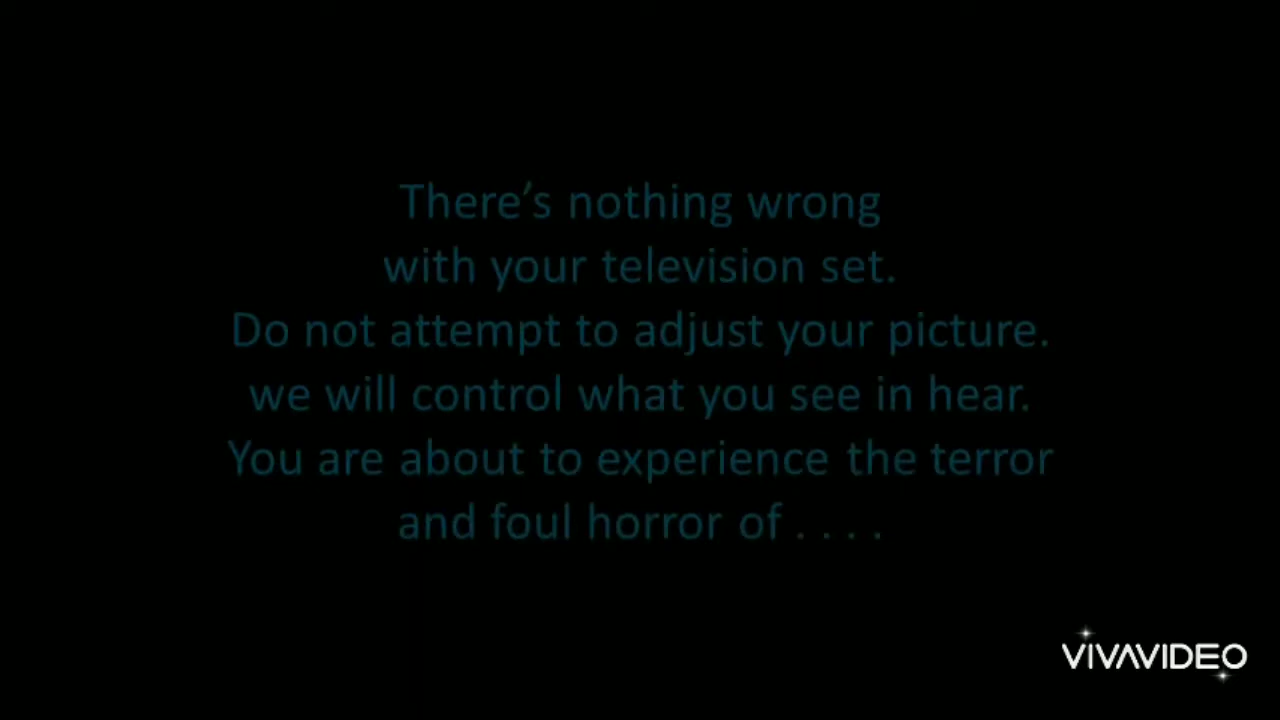 There’s nothing wrong
with your television set.
Do not attempt to adjust your picture.
we will control what you see in hear.
You are about to experience the terror
and foul horror of . . . .
VIVAVIDEO